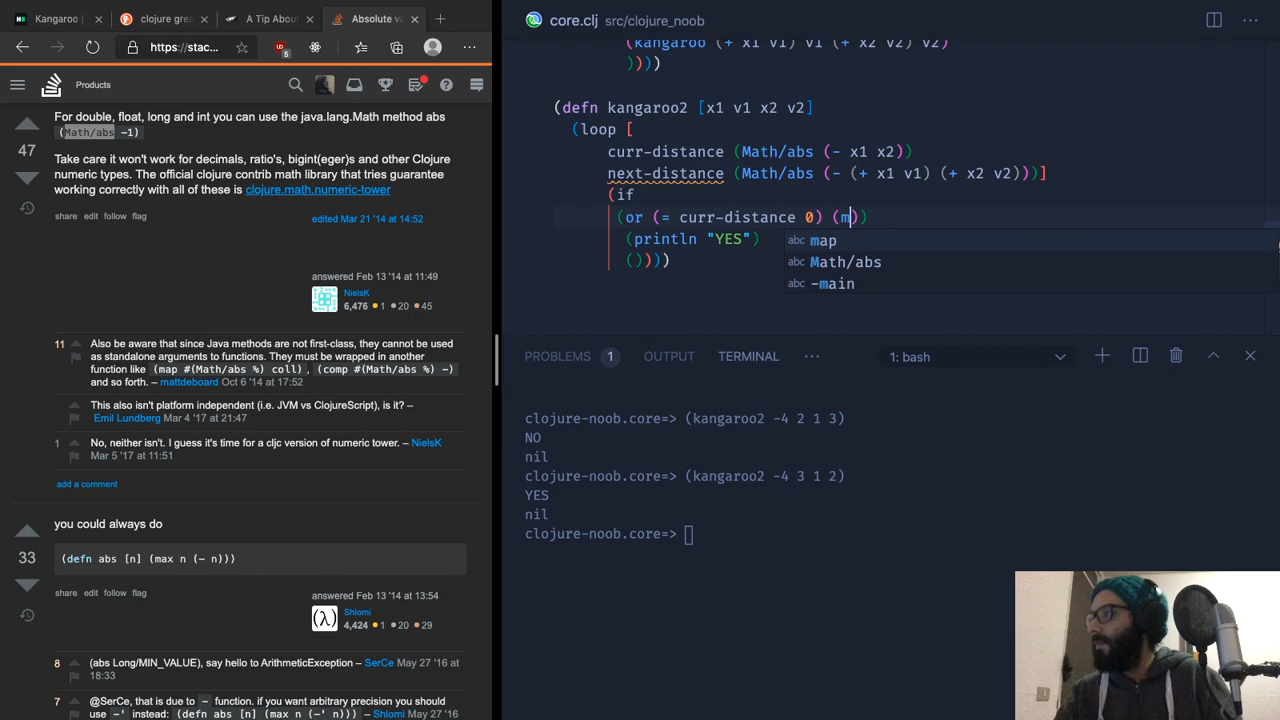 Kangaroo |
clojure grea
A Tip Abou
Absolute va
https://stac
5
Products
For double, float, long and int you can use the java.lang.Math method abs
(Math/abs -1)
47
Take care it won't work for decimals, ratio's, bigint(eger)s and other Clojure
numeric types. The official clojure contrib math library that tries guarantee
working correctly with all of these is clojure.math.numeric-tower
share edit follow flag
edited Mar 21 '14 at 14:52
answered Feb 13 '14 at 11:49
NielsK
6,476 1 20 405
11 Also be aware that since Java methods are not first-class, they cannot be used
as standalone arguments to functions. They must be wrapped in another
function like (map #(Math/abs %) coll) , (comp #(Math/abs %) -)
and so forth. – mattdeboard Oct 6 '14 at 17:52
This also isn't platform independent (i.e. JVM vs ClojureScript), is it? –
Emil Lundberg Mar 4 '17 at 21:47
1 No, neither isn't. I guess it's time for a cljc version of numeric tower. – NielsK
Mar 5 '17 at 11:51
add a comment
you could always do
33
(defn abs [n] (max n (- n)))
share edit follow flag
answered Feb 13 '14 at 13:54
Shlomi
4,424 1 20 29
8 (abs Long/MIN_VALUE), say hello to ArithmeticException – SerCe May 27 '16 at
18:33
7 @SerCe, that is due to - function. if you want arbitrary precision you should
use -' instead: (defn abs [n] (max n (-' n))) – Shlomi May 27 '16
core.clj src/clojure_noob
(kangaroo (+ x1 v1) v1 (+ x2 v2) v2)
))))
(defn kangaroo2 [x1 v1 x2 v2]
(loop [
curr-distance (Math/abs (- x1 x2))
next-distance (Math/abs (- (+ x1 v1) (+ x2 v2)))]
(if
(or (= curr-distance 0) (m))
(println "YES")
())))
abc map
abc Math/abs
abc -main
PROBLEMS 1 OUTPUT TERMINAL ··· 1: bash
clojure-noob.core=> (kangaroo2 -4 2 1 3)
NO
nil
clojure-noob.core=> (kangaroo2 -4 3 1 2)
YES
nil
clojure-noob.core=>